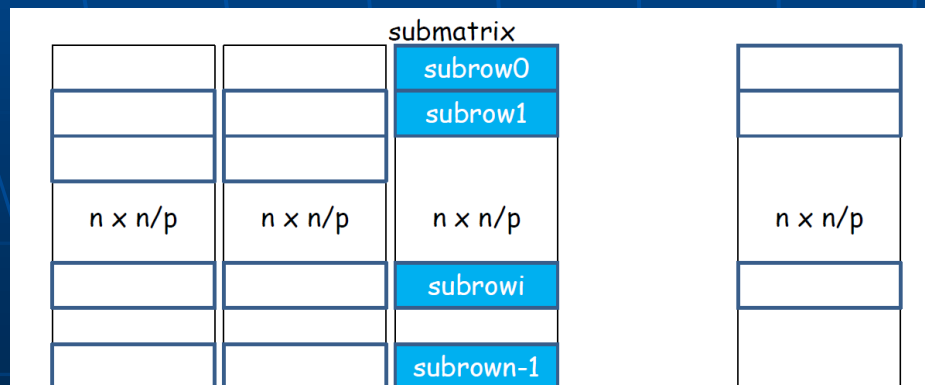 submatrix
subrow0
subrow1
n x n/p
n x n/p
n x n/p
n x n/p
subrowi
subrown-1